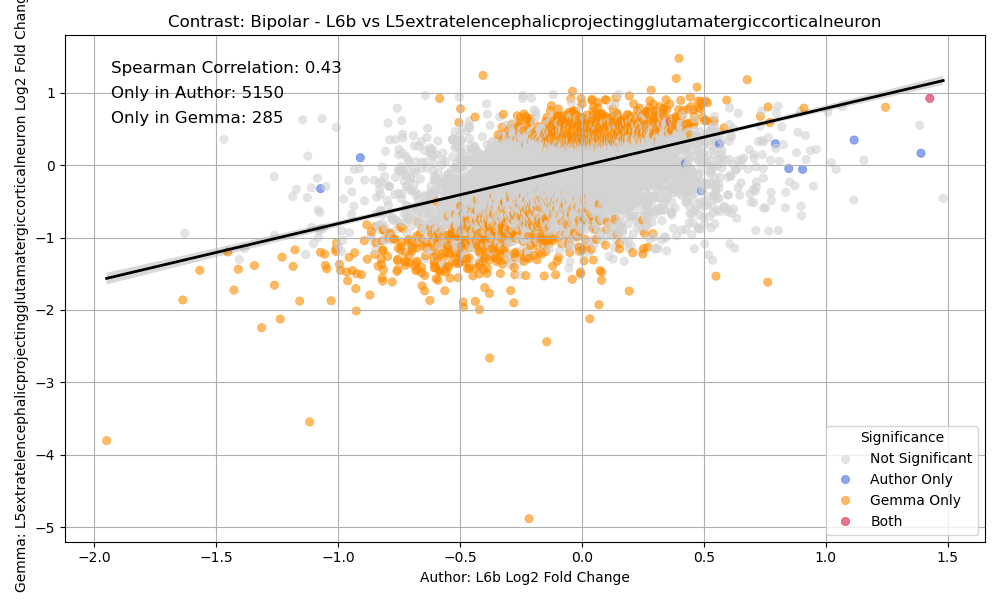 Contrast: Bipolar - L6b vs L5extratelencephalicprojectingglutamatergiccorticalneuron
Spearman Correlation: 0.43
Only in Author: 5150
Only in Gemma: 285
Gemma: L5extratelencephalicprojectingglutamatergiccorticalneuron Log2 Fold Change
1
0
−1
−2
−3
−4
−5
−2.0
−1.5
−1.0
−0.5
0.0
0.5
1.0
1.5
Author: L6b Log2 Fold Change
Significance
Not Significant
Author Only
Gemma Only
Both